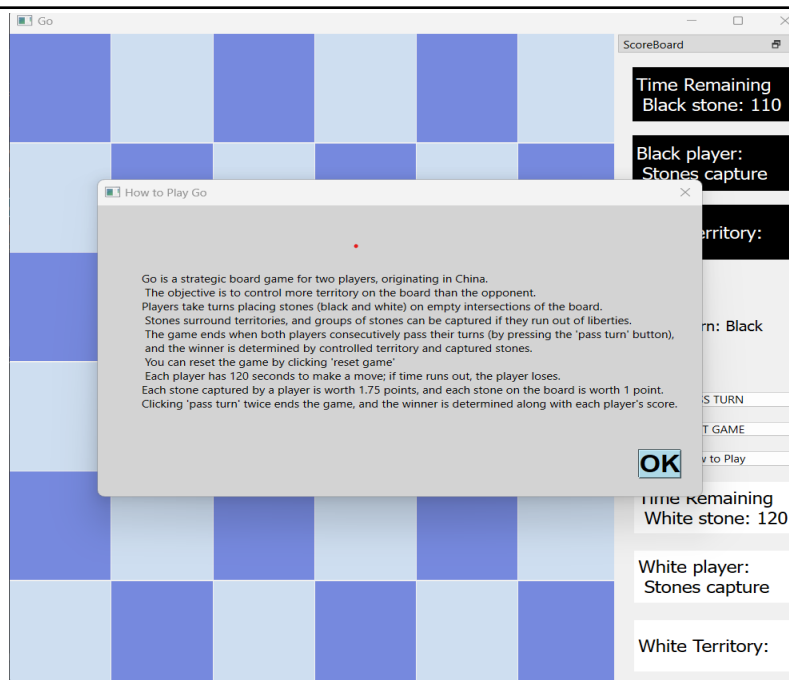 Go
ScoreBoard
Time Remaining
Black stone: 110
Black player:
Stones capture
How to Play Go
erritory:
Go is a strategic board game for two players, originating in China.
The objective is to control more territory on the board than the opponent.
Players take turns placing stones (black and white) on empty intersections of the board.
Stones surround territories, and groups of stones can be captured if they run out of liberties.
The game ends when both players consecutively pass their turns (by pressing the 'pass turn' button),
and the winner is determined by controlled territory and captured stones.
You can reset the game by clicking 'reset game'
Each player has 120 seconds to make a move; if time runs out, the player loses.
Each stone captured by a player is worth 1.75 points, and each stone on the board is worth 1 point.
Clicking 'pass turn' twice ends the game, and the winner is determined along with each player's score.
OK
rn: Black
S TURN
T GAME
w to Play
Time Remaining
White stone: 120
White player:
Stones capture
White Territory: